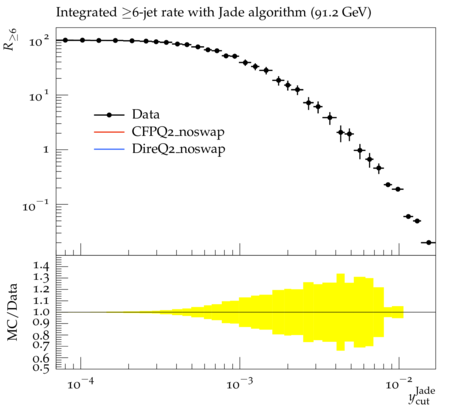 Integrated ≥6-jet rate with Jade algorithm (91.2 GeV)
R≥6
10²
10¹
1
10⁻¹
Data
CFPQ2_noswap
DireQ2_noswap
MC/Data
1.4
1.3
1.2
1.1
1.0
0.9
0.8
0.7
0.6
0.5
10⁻⁴ 10⁻³ 10⁻²
y_cut^Jade